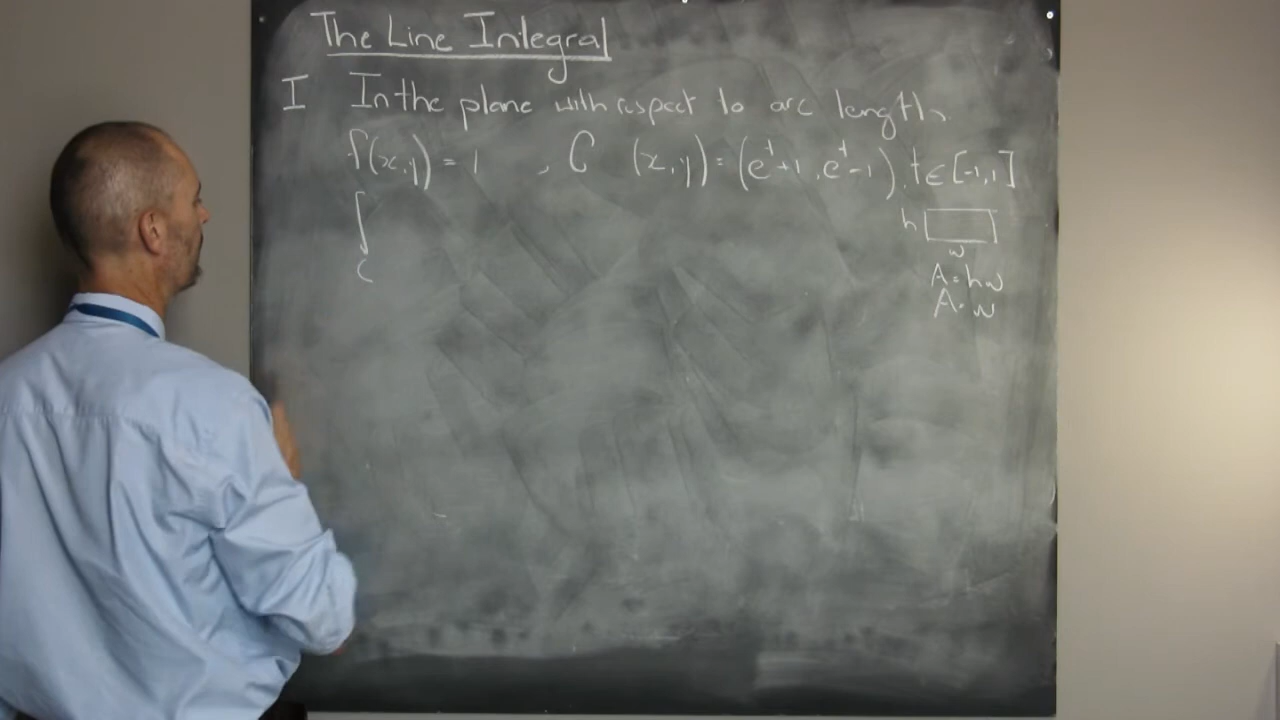 The Line Integral
I In the plane with respect to arc length.
f(x,y) = 1 , C (x,y) = (e^t+1, e^t-1), t∈[-1,1]
∫
C
h
w
A=hw
A=w